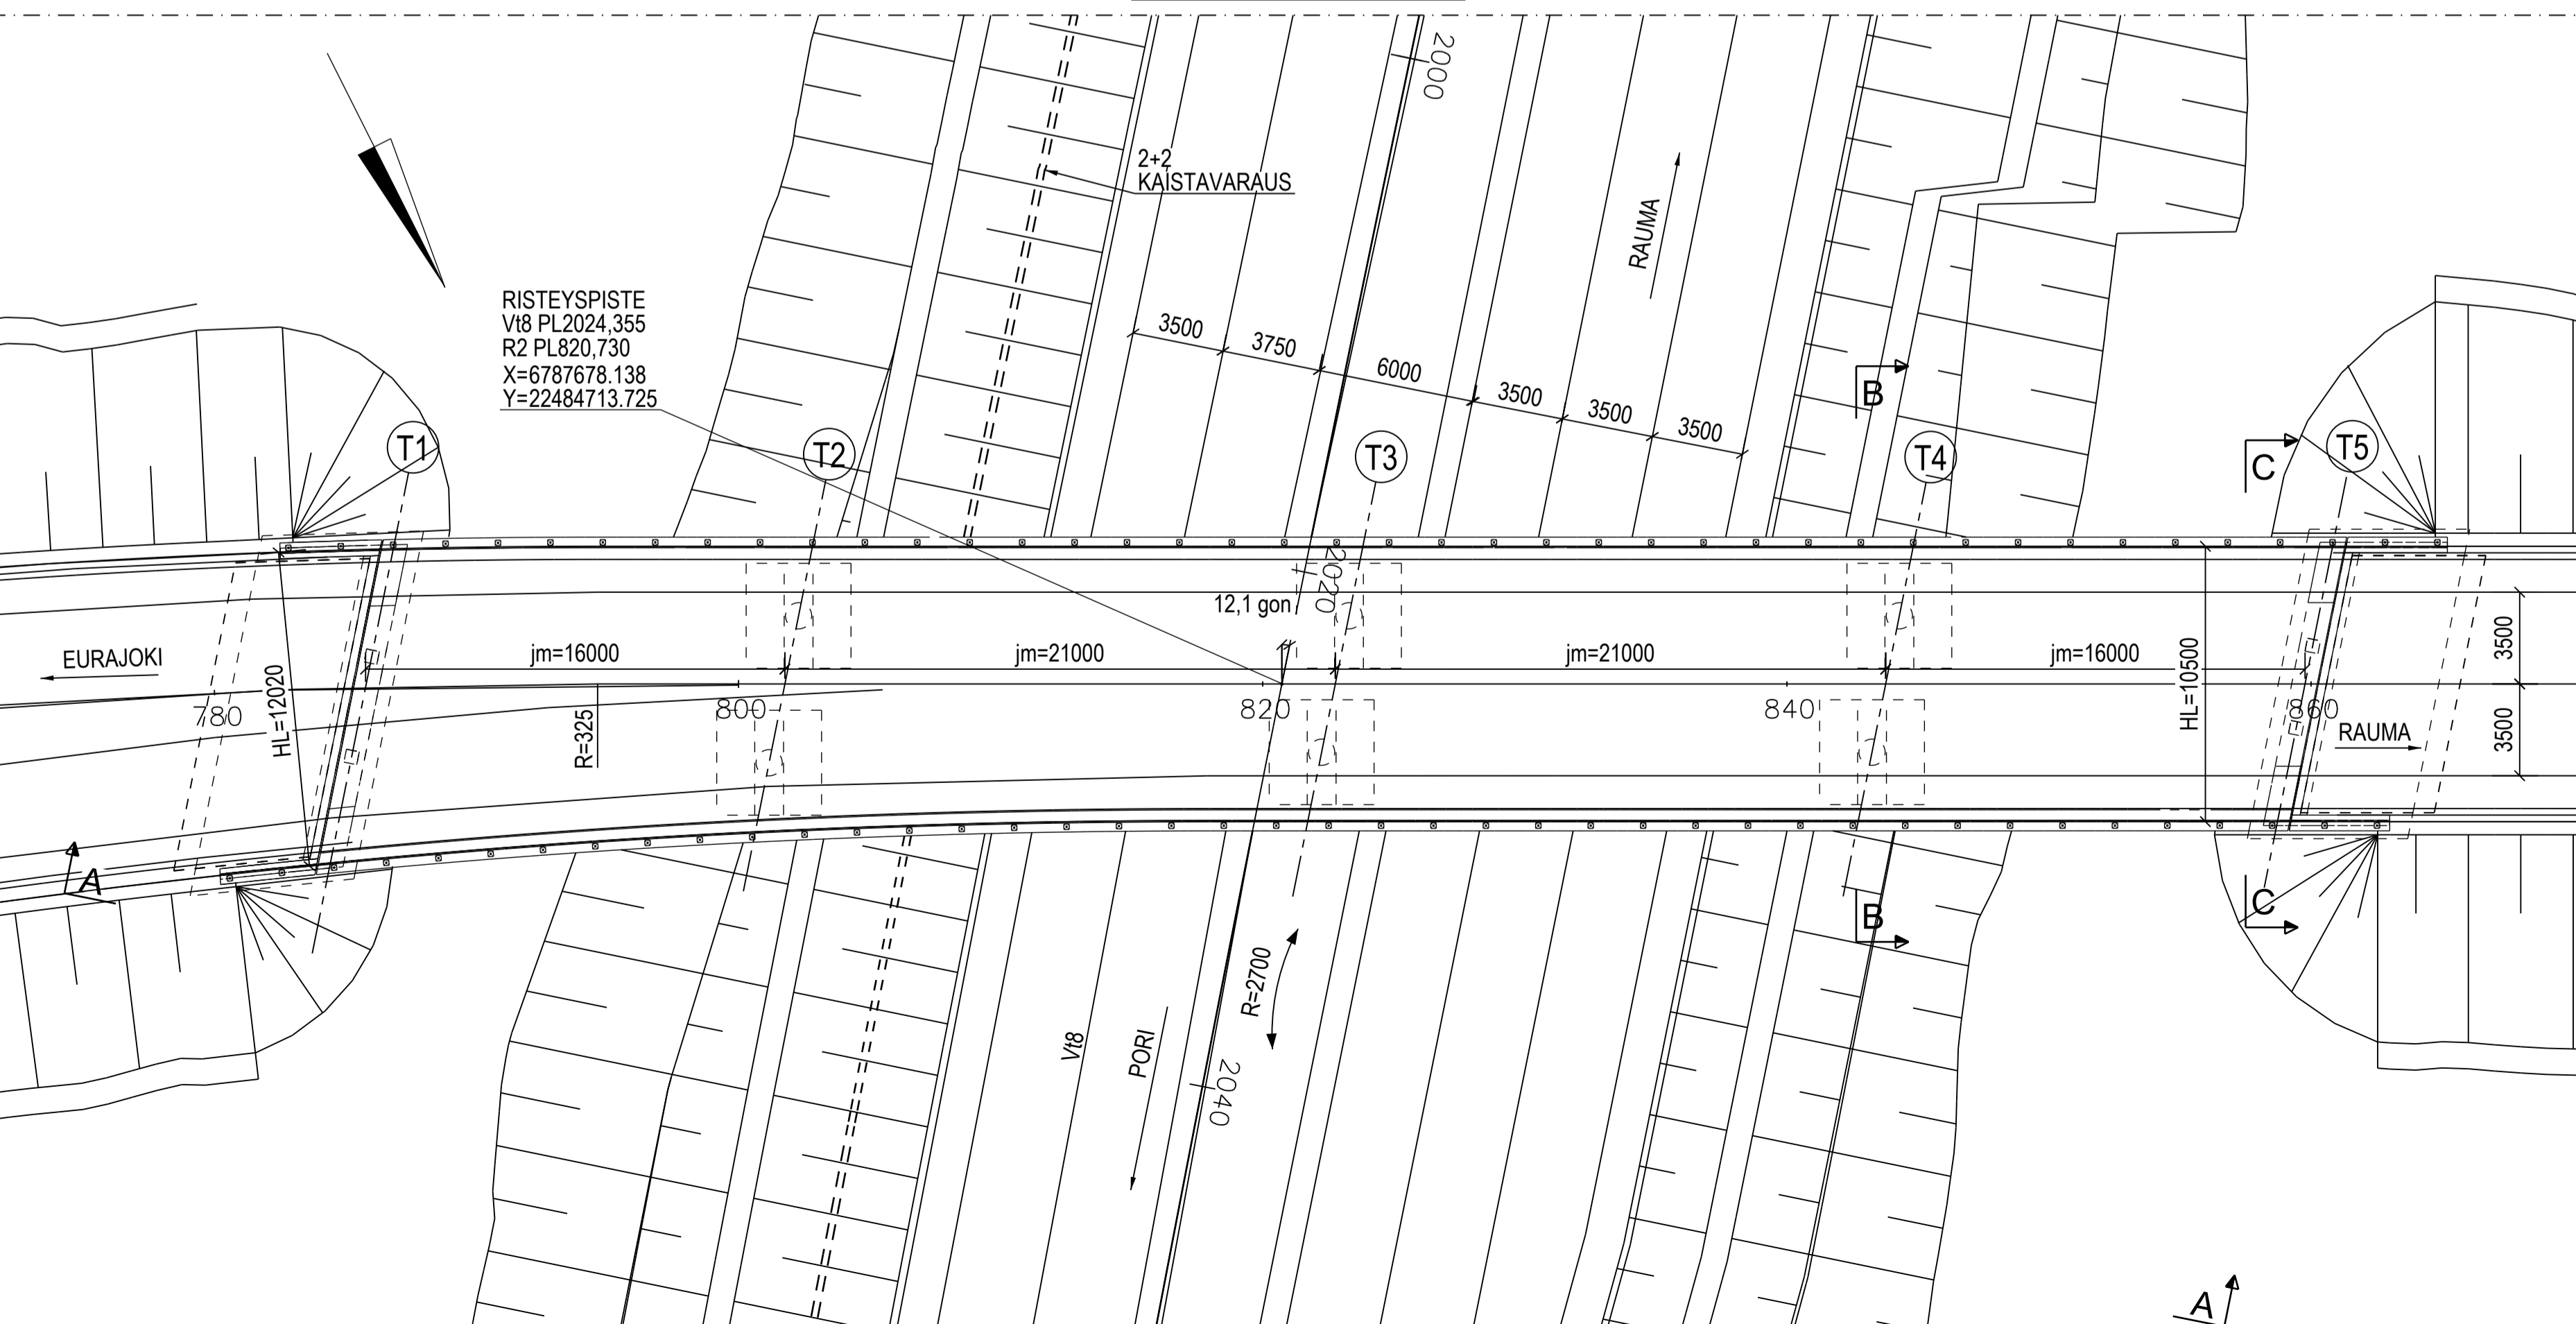 2000
2+2
KAISTAVARAUS
RAUMA
RISTEYSPISTE
Vt8 PL2024,355
R2 PL820,730
X=6787678.138
Y=22484713.725
3500
3750
6000
3500
3500
3500
B
C
T1
T2
T3
T4
T5
2020
12,1 gon
EURAJOKI
jm=16000
jm=21000
jm=21000
jm=16000
HL=12020
HL=10500
3500
3500
780
800
820
840
860
R=325
RAUMA
A
B
C
R=2700
Vt8
PORI
2040
A